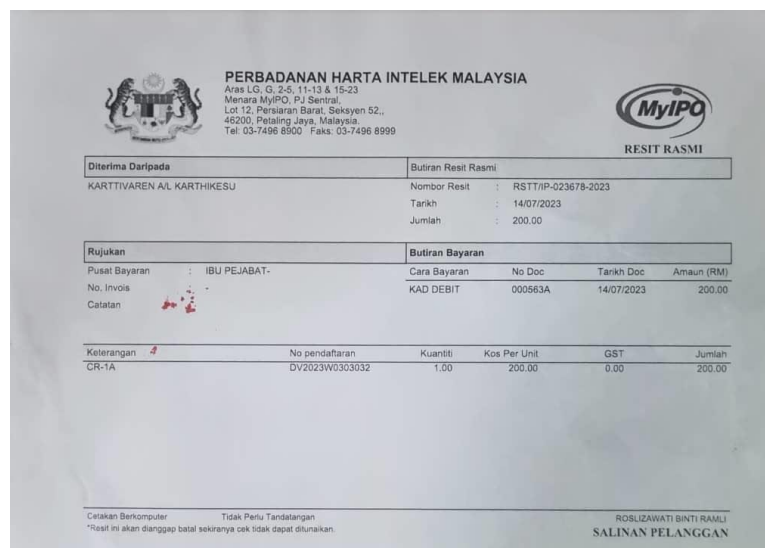 PERBADANAN HARTA INTELEK MALAYSIA
Aras LG, G, 2-5, 11-13 & 15-23
Menara MyIPO, PJ Sentral,
Lot 12, Persiaran Barat, Seksyen 52,,
46200, Petaling Jaya, Malaysia.
Tel: 03-7496 8900 Faks: 03-7496 8999
MyIPO
RESIT RASMI
Diterima Daripada
KARTTIVAREN A/L KARTHIKESU
Butiran Resit Rasmi
Nombor Resit : RSTT/IP-023678-2023
Tarikh : 14/07/2023
Jumlah : 200.00
Rujukan
Pusat Bayaran : IBU PEJABAT-
No. Invois : -
Catatan
Butiran Bayaran
Cara Bayaran No Doc Tarikh Doc Amaun (RM)
KAD DEBIT 000563A 14/07/2023 200.00
Keterangan No pendaftaran Kuantiti Kos Per Unit GST Jumlah
CR-1A DV2023W0303032 1.00 200.00 0.00 200.00
Cetakan Berkomputer Tidak Perlu Tandatangan
*Resit ini akan dianggap batal sekiranya cek tidak dapat ditunaikan.
ROSLIZAWATI BINTI RAMLI
SALINAN PELANGGAN